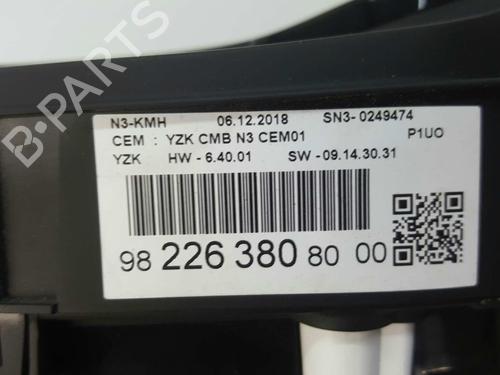 B-PARTS
N3-KMH 06.12.2018 SN3- 0249474
CEM : YZK CMB N3 CEM01 P1UO
YZK HW - 6.40.01 SW - 09.14.30.31
98 226 380 80 00